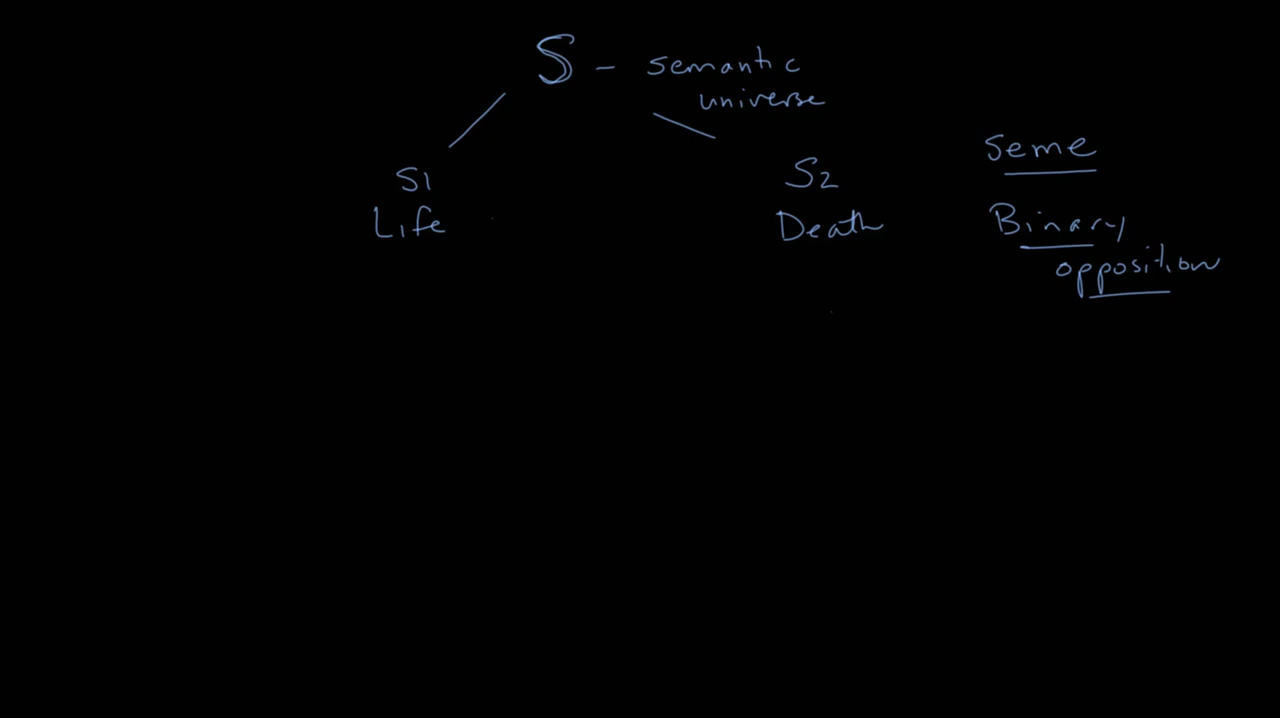 S - semantic
universe
S1
Life
S2
Death
Seme
Binary
opposition